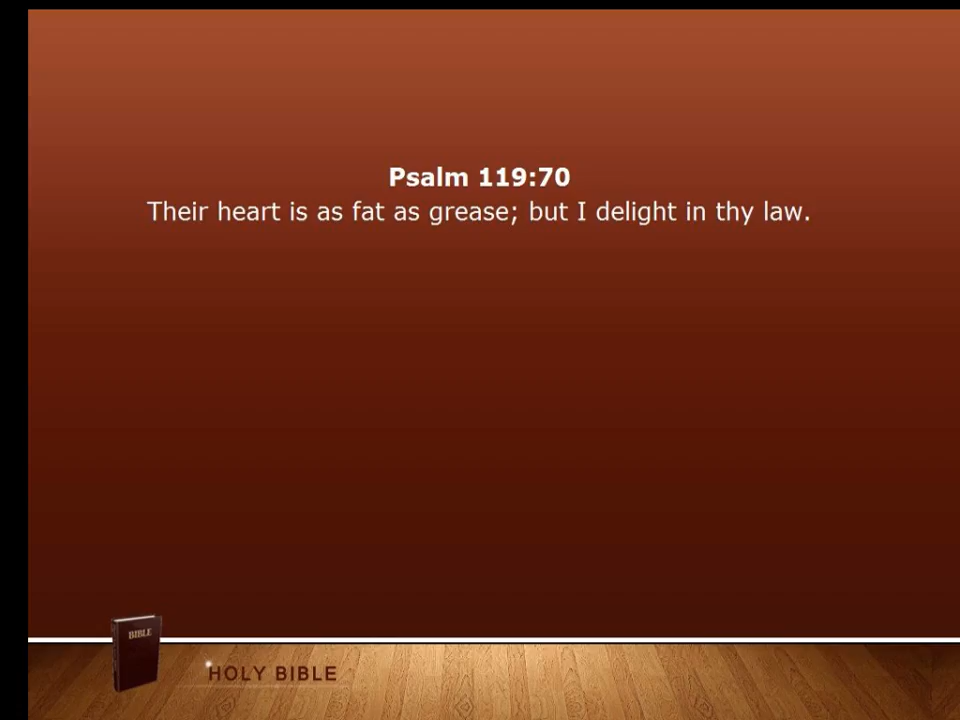 Psalm 119:70
Their heart is as fat as grease; but I delight in thy law.
BIBLE
HOLY BIBLE